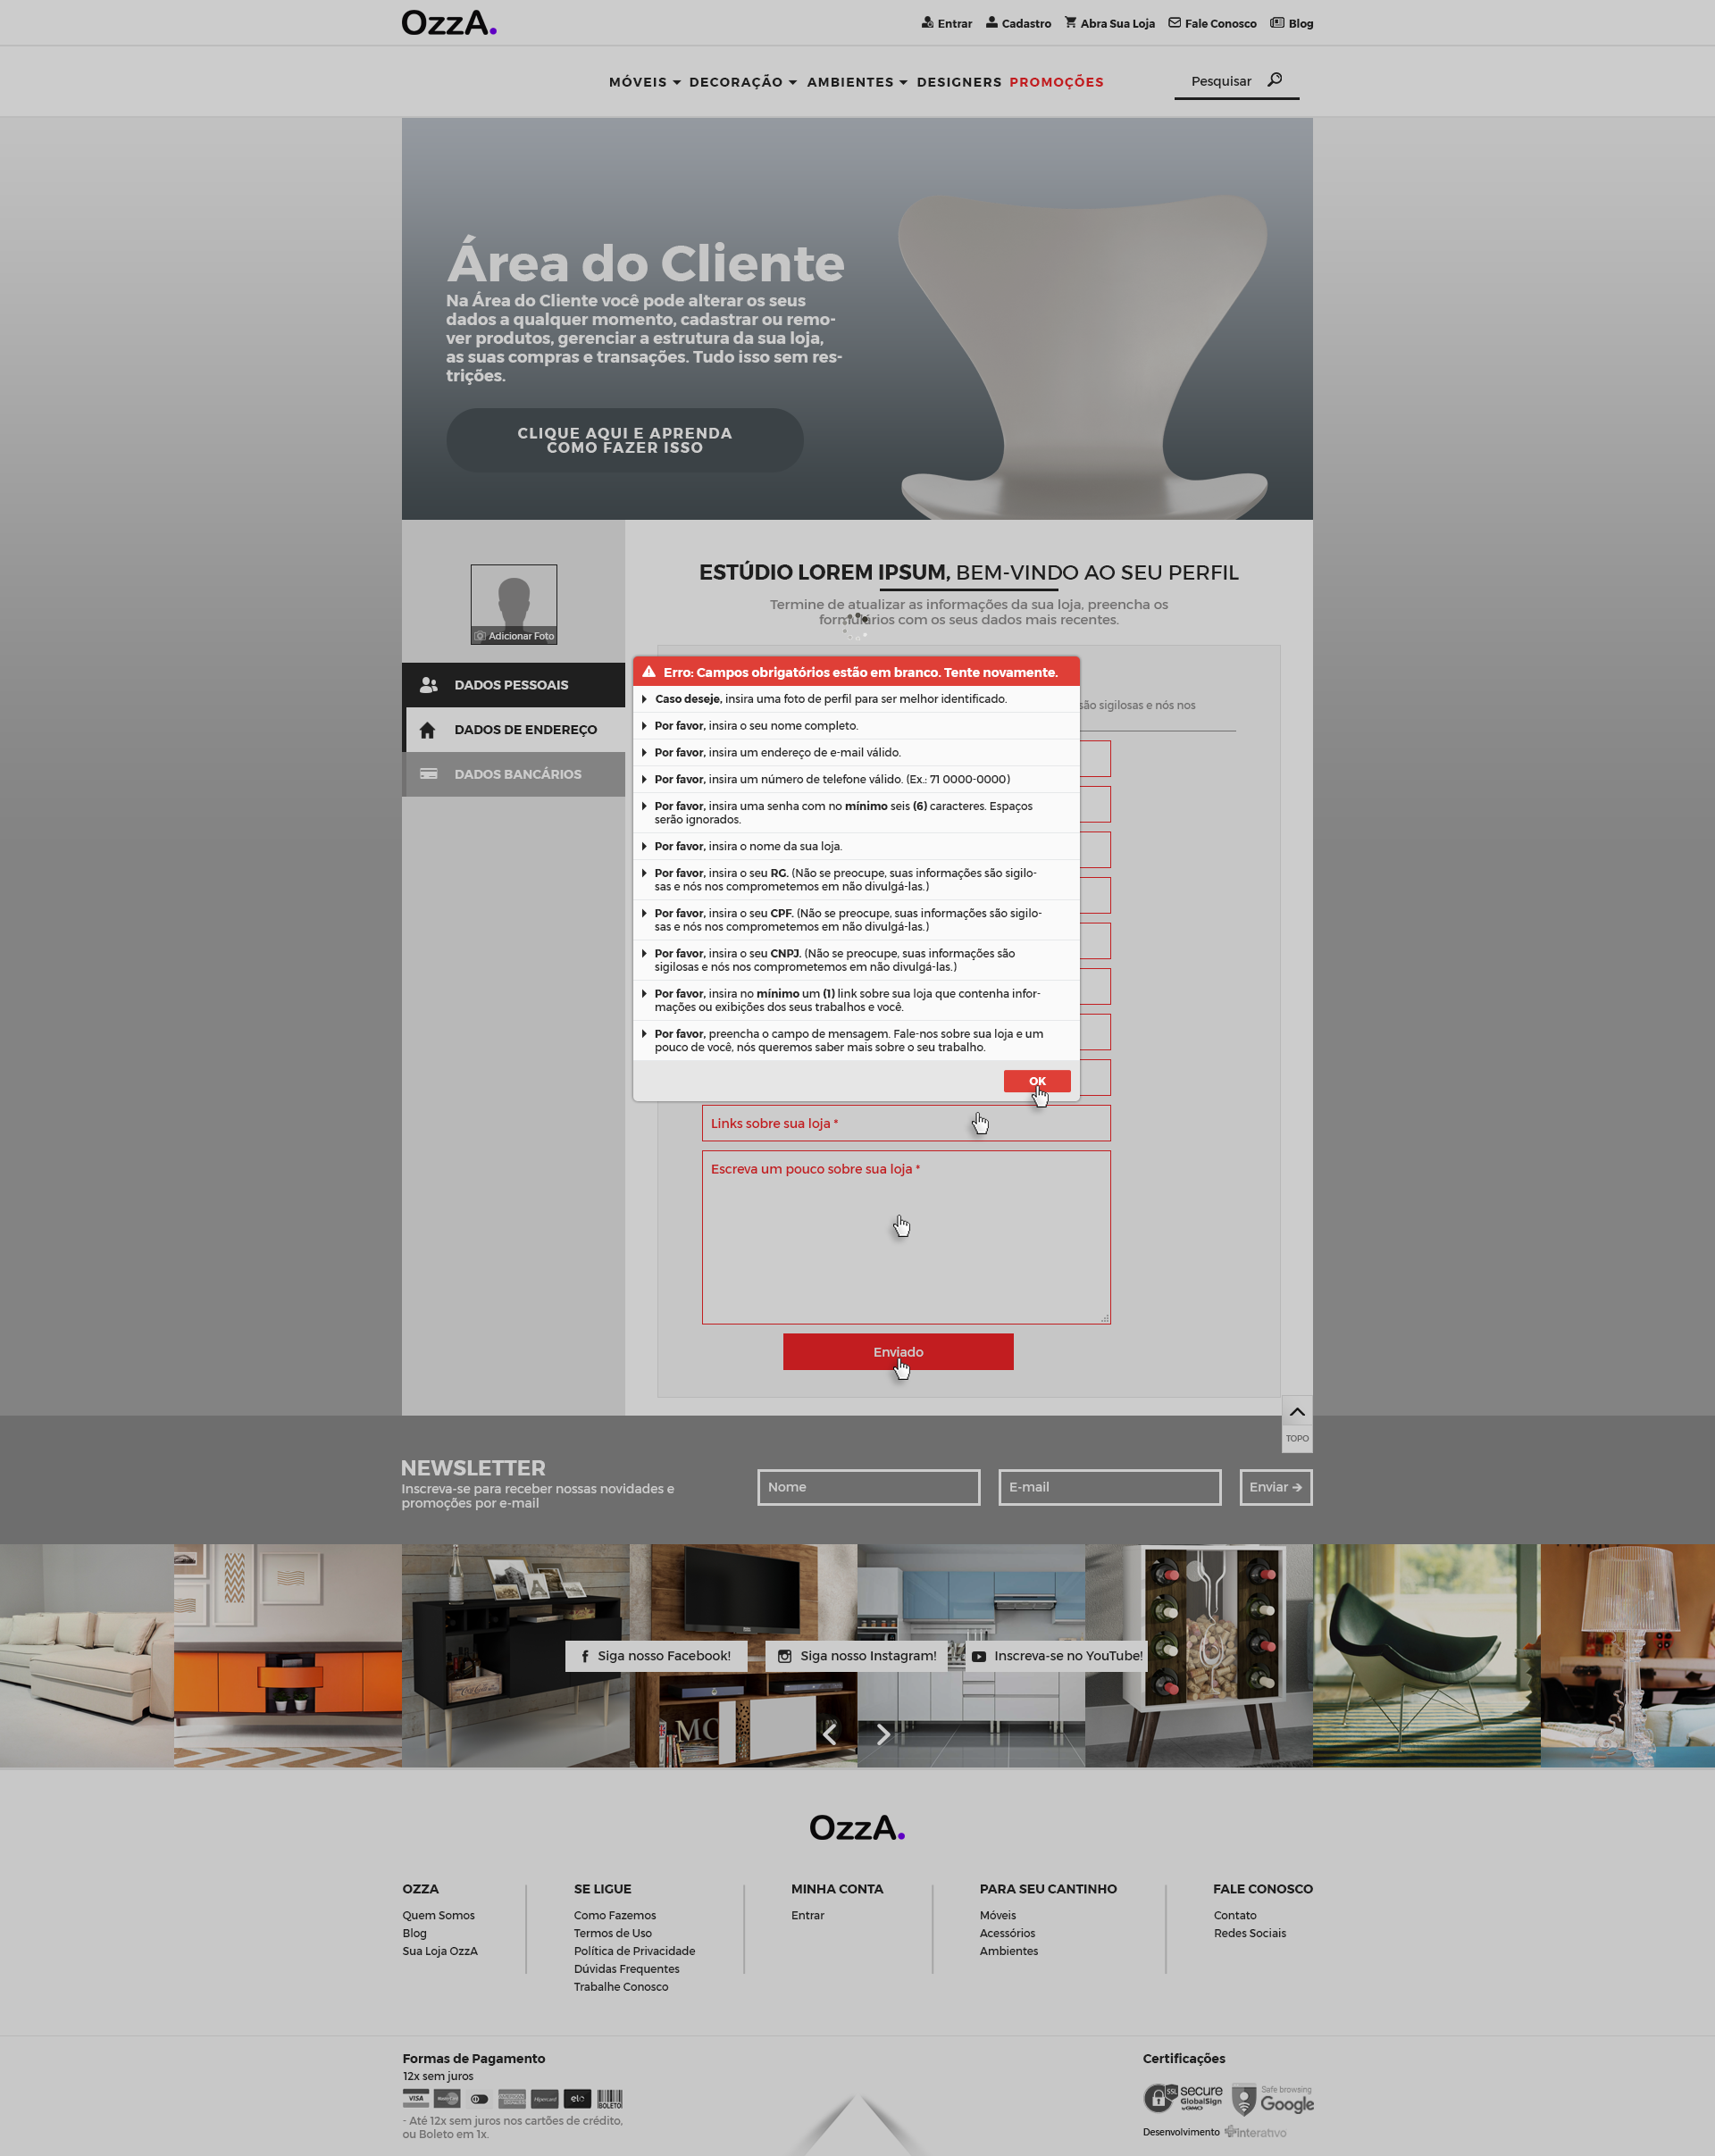 OzzA.
Entrar
Cadastro
Abra Sua Loja
Fale Conosco
Blog
MÓVEIS
DECORAÇÃO
AMBIENTES
DESIGNERS
PROMOÇÕES
Pesquisar
Área do Cliente
Na Área do Cliente você pode alterar os seus
dados a qualquer momento, cadastrar ou remo-
ver produtos, gerenciar a estrutura da sua loja,
as suas compras e transações. Tudo isso sem res-
trições.
CLIQUE AQUI E APRENDA
COMO FAZER ISSO
Adicionar Foto
DADOS PESSOAIS
DADOS DE ENDEREÇO
DADOS BANCÁRIOS
ESTÚDIO LOREM IPSUM, BEM-VINDO AO SEU PERFIL
Termine de atualizar as informações da sua loja, preencha os
formulários com os seus dados mais recentes.
são sigilosas e nós nos
Erro: Campos obrigatórios estão em branco. Tente novamente.
Caso deseje, insira uma foto de perfil para ser melhor identificado.
Por favor, insira o seu nome completo.
Por favor, insira um endereço de e-mail válido.
Por favor, insira um número de telefone válido. (Ex.: 71 0000-0000)
Por favor, insira uma senha com no mínimo seis (6) caracteres. Espaços
serão ignorados.
Por favor, insira o nome da sua loja.
Por favor, insira o seu RG. (Não se preocupe, suas informações são sigilo-
sas e nós nos comprometemos em não divulgá-las.)
Por favor, insira o seu CPF. (Não se preocupe, suas informações são sigilo-
sas e nós nos comprometemos em não divulgá-las.)
Por favor, insira o seu CNPJ. (Não se preocupe, suas informações são
sigilosas e nós nos comprometemos em não divulgá-las.)
Por favor, insira no mínimo um (1) link sobre sua loja que contenha infor-
mações ou exibições dos seus trabalhos e você.
Por favor, preencha o campo de mensagem. Fale-nos sobre sua loja e um
pouco de você, nós queremos saber mais sobre o seu trabalho.
OK
Links sobre sua loja *
Escreva um pouco sobre sua loja *
Enviado
TOPO
NEWSLETTER
Inscreva-se para receber nossas novidades e
promoções por e-mail
Nome
E-mail
Enviar
Siga nosso Facebook!
Siga nosso Instagram!
Inscreva-se no YouTube!
OzzA.
OZZA
Quem Somos
Blog
Sua Loja OzzA
SE LIGUE
Como Fazemos
Termos de Uso
Política de Privacidade
Dúvidas Frequentes
Trabalhe Conosco
MINHA CONTA
Entrar
PARA SEU CANTINHO
Móveis
Acessórios
Ambientes
FALE CONOSCO
Contato
Redes Sociais
Formas de Pagamento
12x sem juros
VISA
elo
BOLETO
- Até 12x sem juros nos cartões de crédito,
ou Boleto em 1x.
Certificações
SSL
secure
GlobalSign
by GMO
Safe browsing
Google
Desenvolvimento
interativo